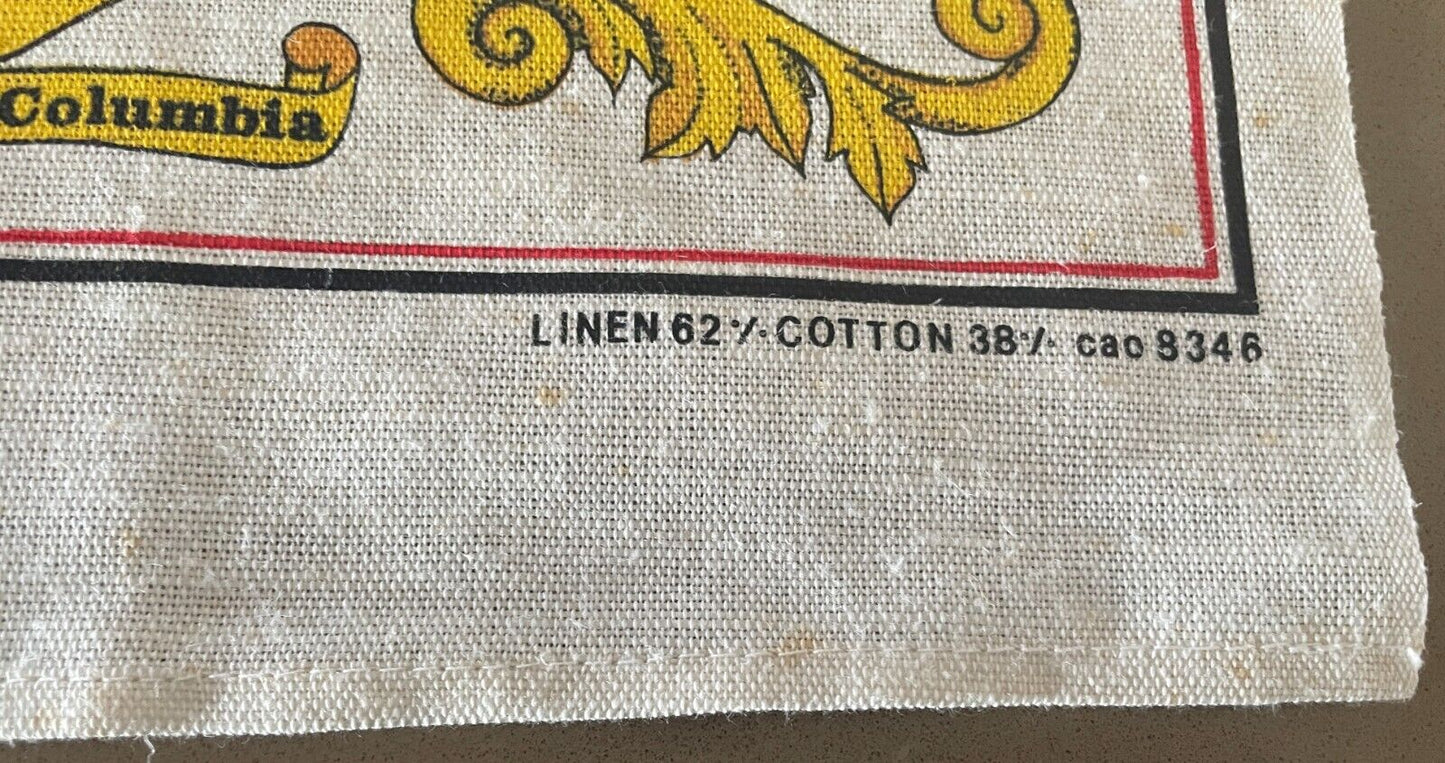 Columbia
LINEN 62% COTTON 38% cac 8346